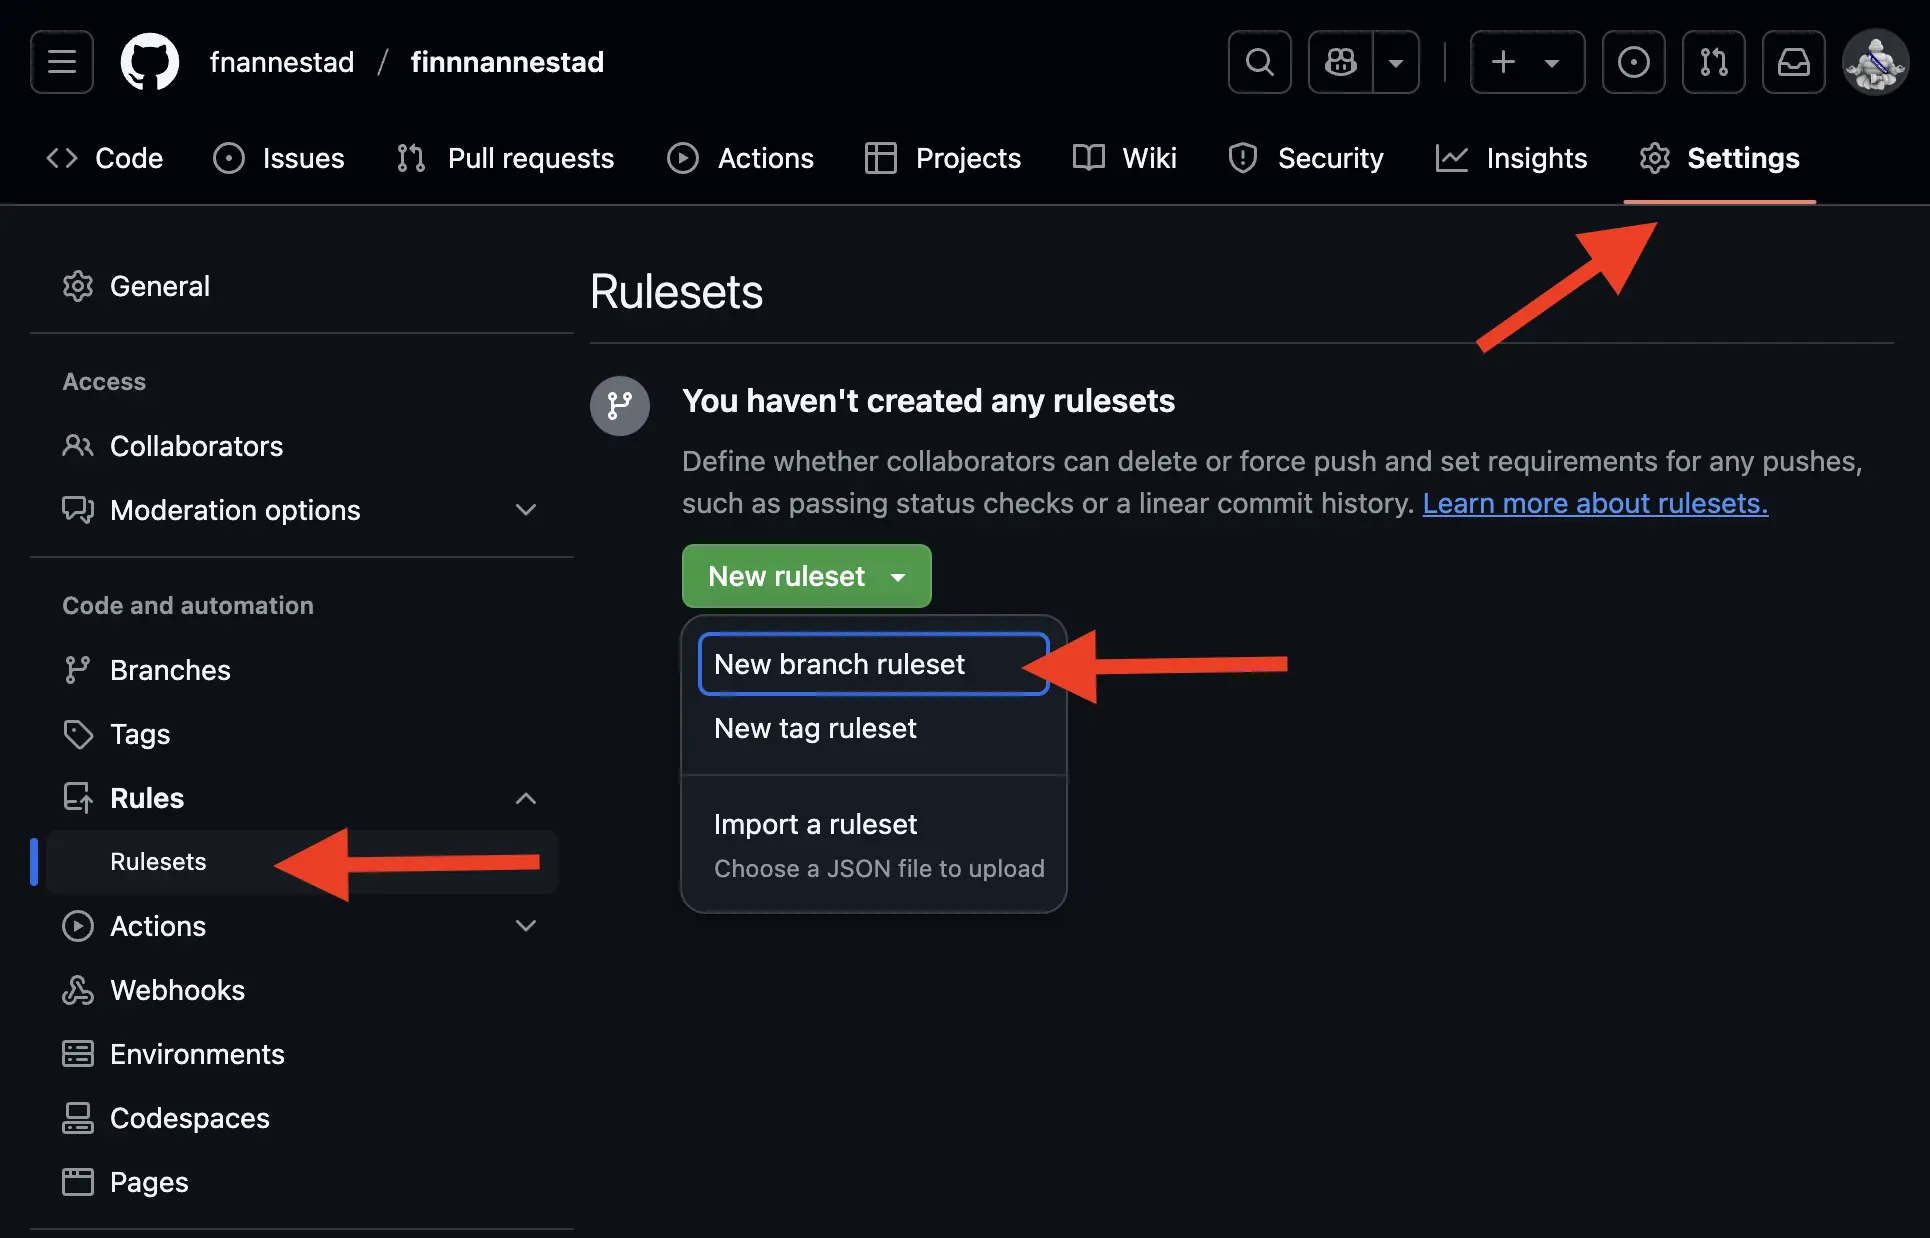 fnannestad / finnnannestad
Code Issues Pull requests Actions Projects Wiki Security Insights Settings
General
Access
Collaborators
Moderation options
Code and automation
Branches
Tags
Rules
Rulesets
Actions
Webhooks
Environments
Codespaces
Pages
Rulesets
You haven't created any rulesets
Define whether collaborators can delete or force push and set requirements for any pushes,
such as passing status checks or a linear commit history. Learn more about rulesets.
New ruleset
New branch ruleset
New tag ruleset
Import a ruleset
Choose a JSON file to upload